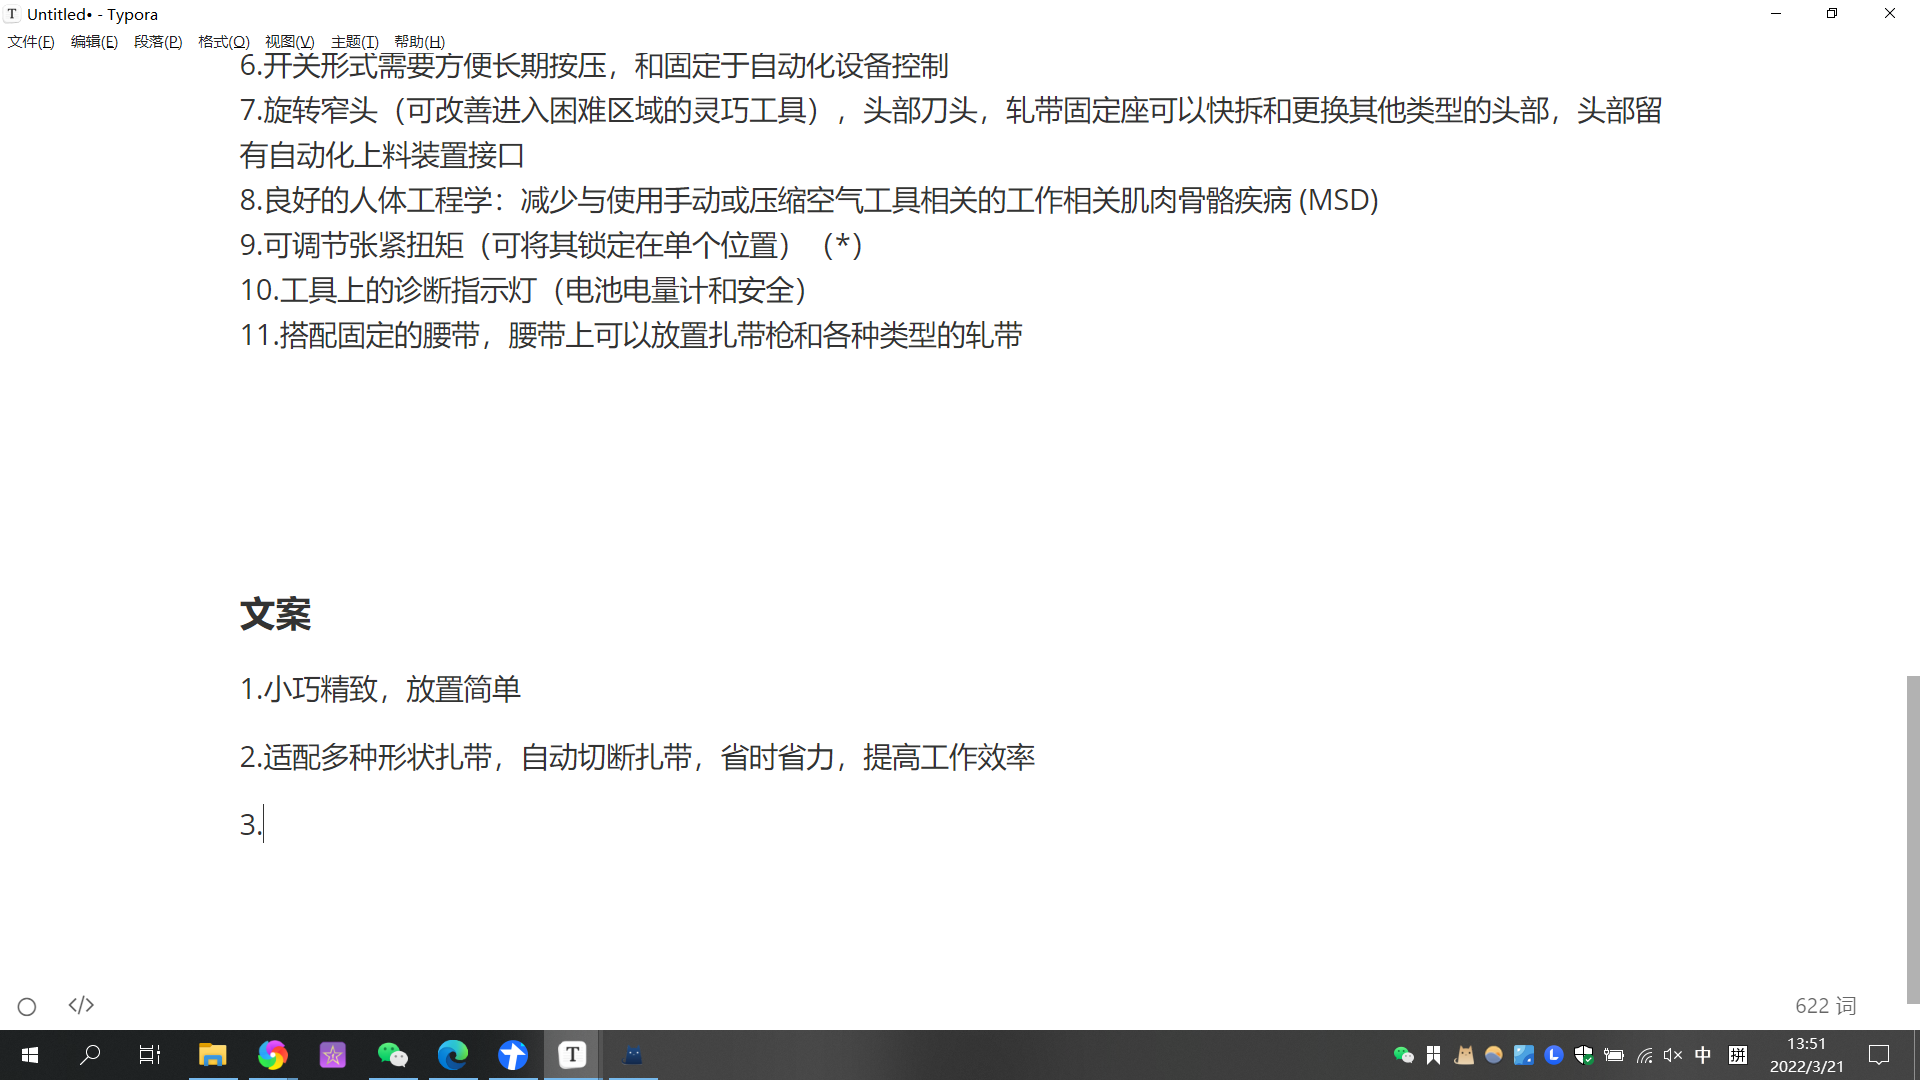 Untitled• - Typora
文件(F) 编辑(E) 段落(P) 格式(O) 视图(V) 主题(T) 帮助(H)
6.开关形式需要方便长期按压，和固定于自动化设备控制
7.旋转窄头（可改善进入困难区域的灵巧工具），头部刀头，轧带固定座可以快拆和更换其他类型的头部，头部留
有自动化上料装置接口
8.良好的人体工程学：减少与使用手动或压缩空气工具相关的工作相关肌肉骨骼疾病 (MSD)
9.可调节张紧扭矩（可将其锁定在单个位置）（*）
10.工具上的诊断指示灯（电池电量计和安全）
11.搭配固定的腰带，腰带上可以放置扎带枪和各种类型的轧带
文案
1.小巧精致，放置简单
2.适配多种形状扎带，自动切断扎带，省时省力，提高工作效率
3.
622 词
中 拼 13:51
2022/3/21